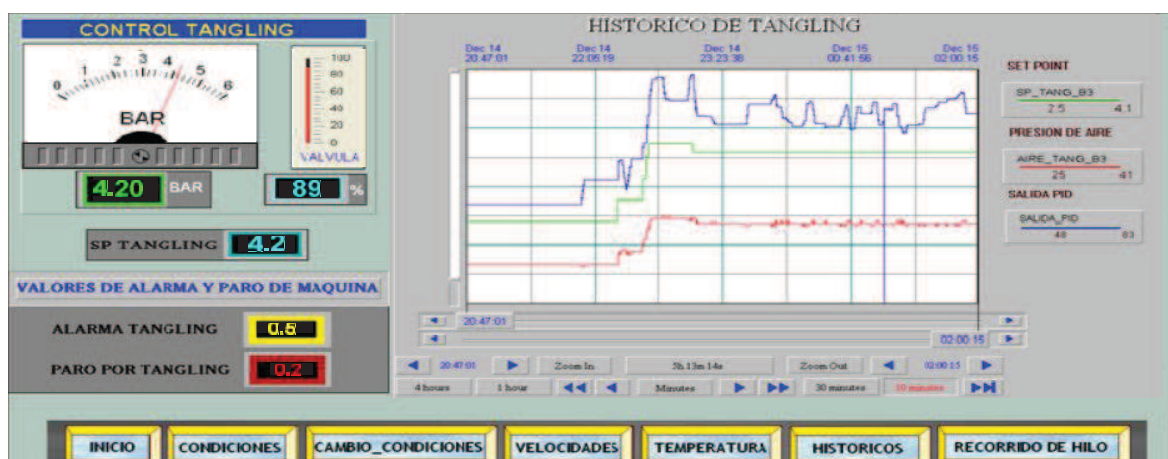 CONTROL TANGLING
0 1 2 3 4 5 6
BAR
100
80
60
40
20
0
VALVULA
4.20 BAR
89 %
SP TANGLING 4.2
VALORES DE ALARMA Y PARO DE MAQUINA
ALARMA TANGLING 0.5
PARO POR TANGLING 0.2
HISTORICO DE TANGLING
Dec 14 Dec 14 Dec 14 Dec 15 Dec 15
20:47:01 22:05:19 23:23:38 00:41:56 02:00:15
SET POINT
SP_TANG_B3
2.5 4.1
PRESION DE AIRE
AIRE_TANG_B3
25 41
SALIDA PID
SALIDA_PID
48 83
20:47:01
02:00:15
20:47:01 Zoom In 5h 13m 14s Zoom Out 02:00:15
4 hours 1 hour Minutes 30 minutes 10 minutes
INICIO CONDICIONES CAMBIO_CONDICIONES VELOCIDADES TEMPERATURA HISTORICOS RECORRIDO DE HILO